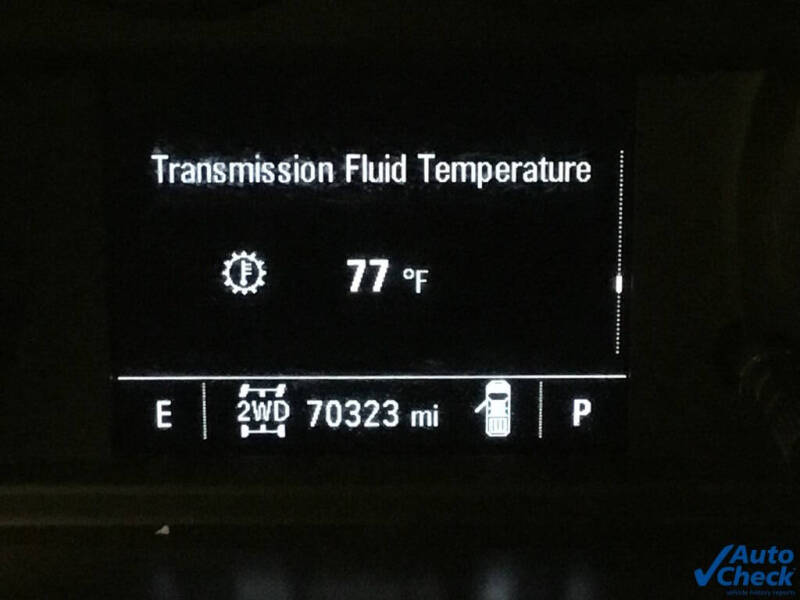 Transmission Fluid Temperature
77 °F
E 2WD 70323 mi P
Auto
Check
vehicle history reports